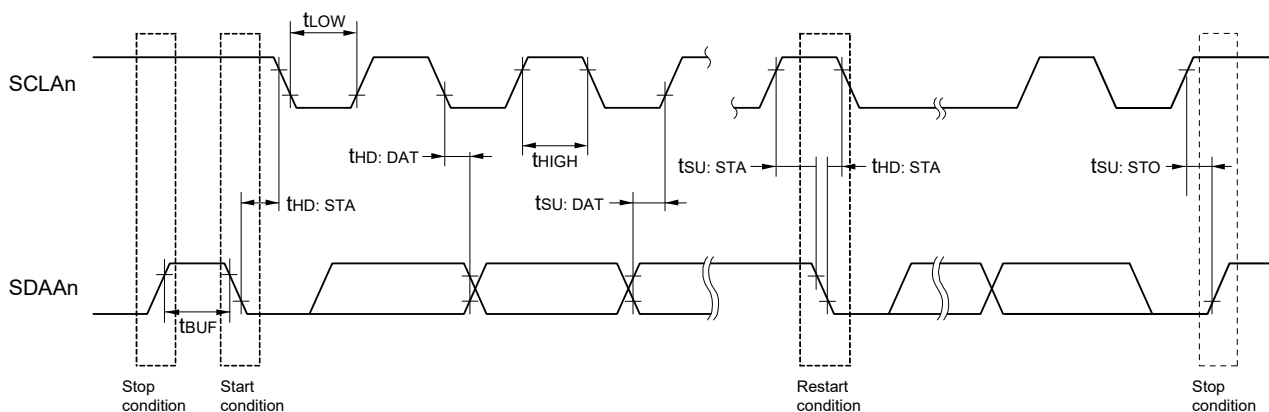 tLOW
SCLAn
tHD: DAT
tHIGH
tSU: STA
tHD: STA
tSU: STO
tHD: STA
tSU: DAT
SDAAn
tBUF
Stop
condition
Start
condition
Restart
condition
Stop
condition